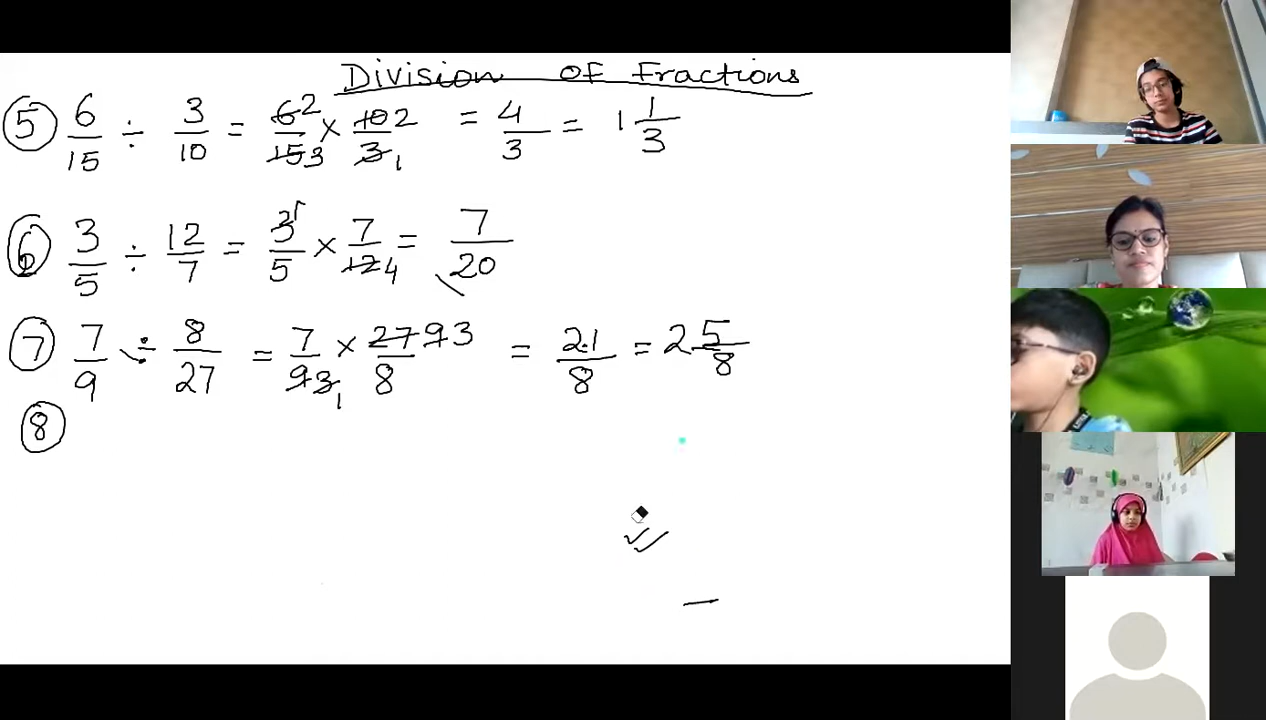 Division of Fractions
⑤ 6/15 ÷ 3/10 = 6 2/15 3 × 10 2/3 1 = 4/3 = 1 1/3
⑥ 3/5 ÷ 12/7 = 3 1/5 × 7/12 4 = 7/20
⑦ 7/9 ÷ 8/27 = 7/9 3 1 × 27 9 3/8 = 21/8 = 2 5/8
⑧